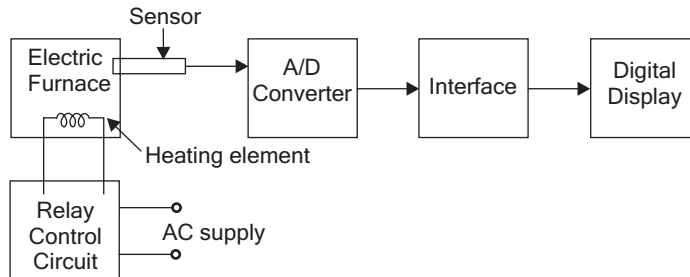 Sensor
Electric
Furnace
A/D
Converter
Interface
Digital
Display
Heating element
Relay
Control
Circuit
AC supply